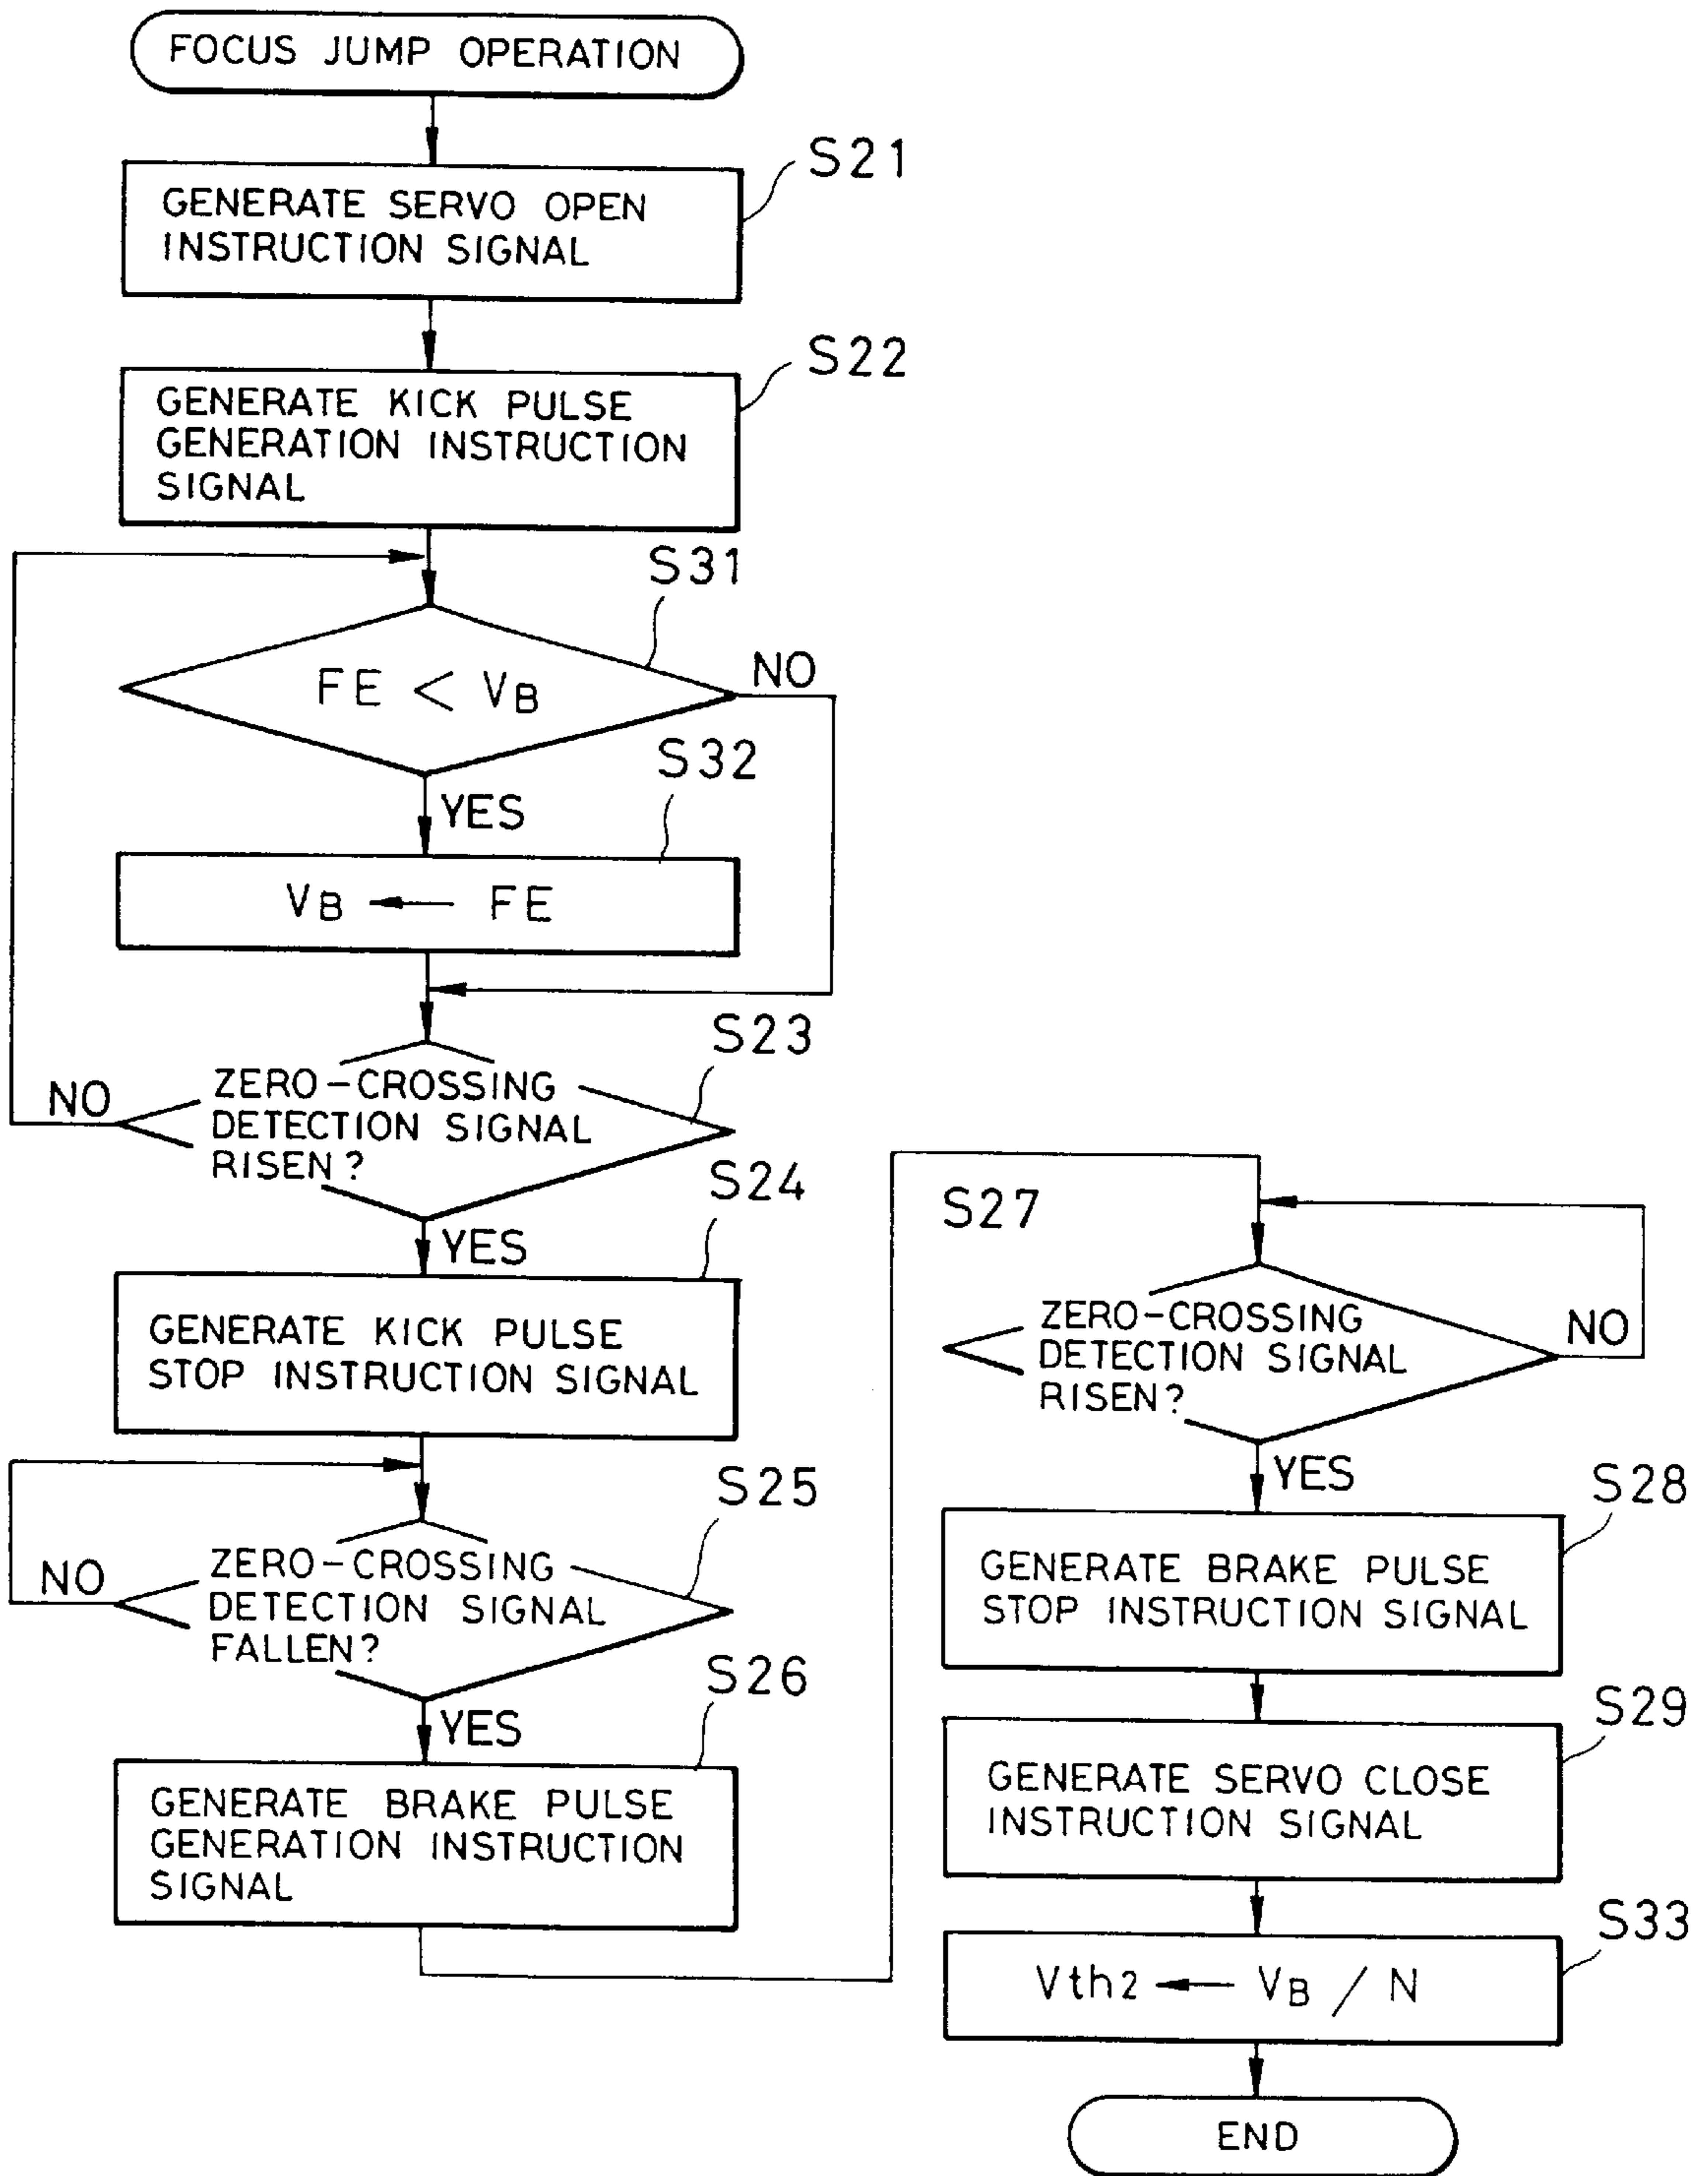 FOCUS JUMP OPERATION
S21
GENERATE SERVO OPEN
INSTRUCTION SIGNAL
S22
GENERATE KICK PULSE
GENERATION INSTRUCTION
SIGNAL
S31
FE < VB
NO
YES
S32
VB ← FE
S23
ZERO-CROSSING
DETECTION SIGNAL
RISEN?
NO
YES
S24
GENERATE KICK PULSE
STOP INSTRUCTION SIGNAL
S25
ZERO-CROSSING
DETECTION SIGNAL
FALLEN?
NO
YES
S26
GENERATE BRAKE PULSE
GENERATION INSTRUCTION
SIGNAL
S27
ZERO-CROSSING
DETECTION SIGNAL
RISEN?
NO
YES
S28
GENERATE BRAKE PULSE
STOP INSTRUCTION SIGNAL
S29
GENERATE SERVO CLOSE
INSTRUCTION SIGNAL
S33
Vth2 ← VB / N
END